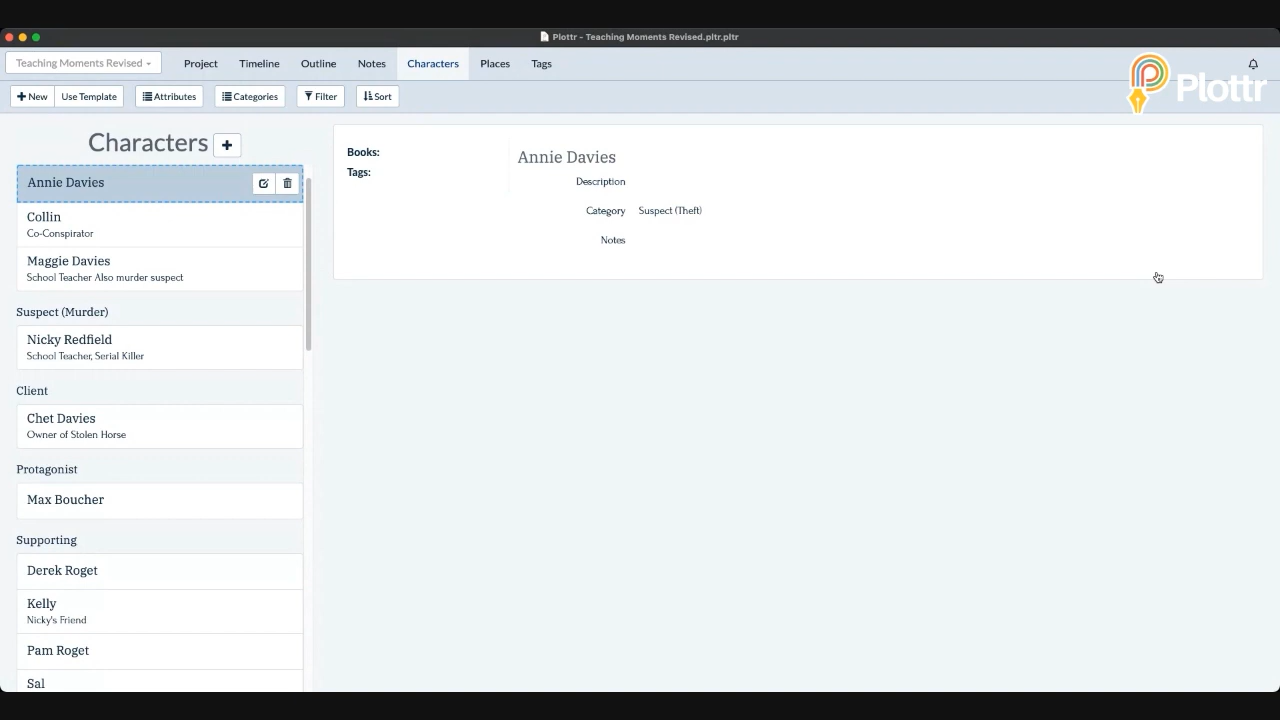 Plottr - Teaching Moments Revised.pltr.pltr
Teaching Moments Revised
Project
Timeline
Outline
Notes
Characters
Places
Tags
Plottr
New
Use Template
Attributes
Categories
Filter
Sort
Characters
Annie Davies
Collin
Co-Conspirator
Maggie Davies
School Teacher Also murder suspect
Suspect (Murder)
Nicky Redfield
School Teacher, Serial Killer
Client
Chet Davies
Owner of Stolen Horse
Protagonist
Max Boucher
Supporting
Derek Roget
Kelly
Nicky's Friend
Pam Roget
Sal
Books:
Tags:
Annie Davies
Description
Category Suspect (Theft)
Notes